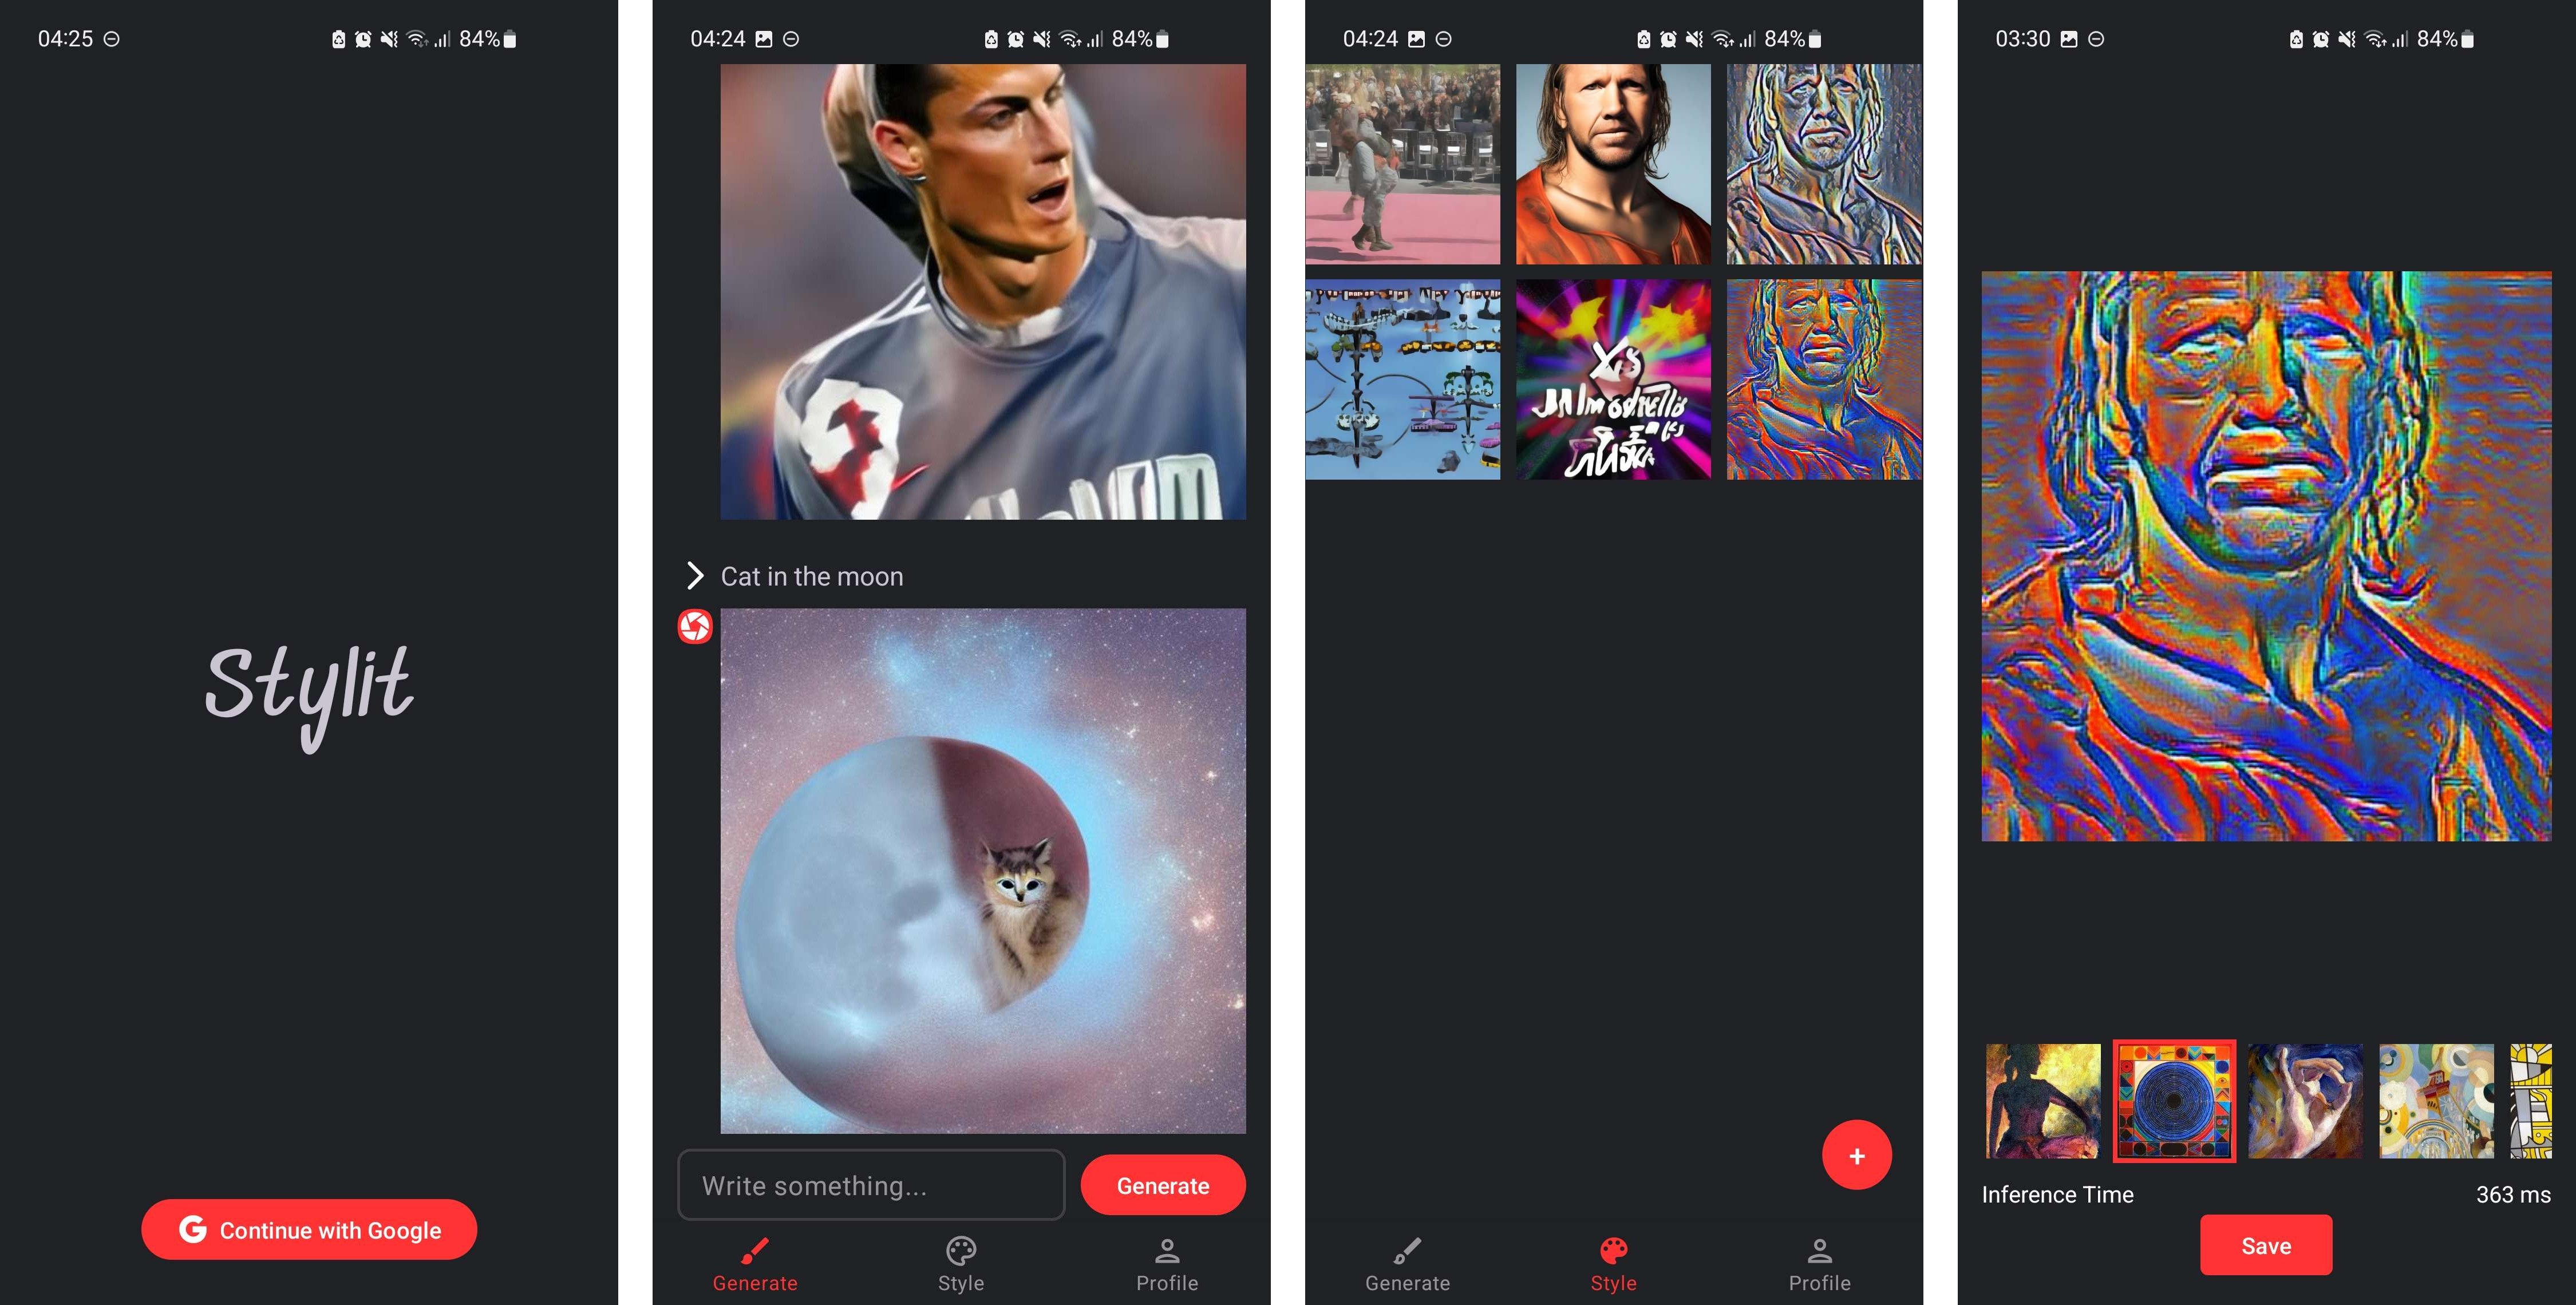 04:25
84%
Stylit
Continue with Google
04:24
84%
Cat in the moon
Write something...
Generate
Generate
Style
Profile
04:24
84%
+
Generate
Style
Profile
03:30
84%
Inference Time
363 ms
Save